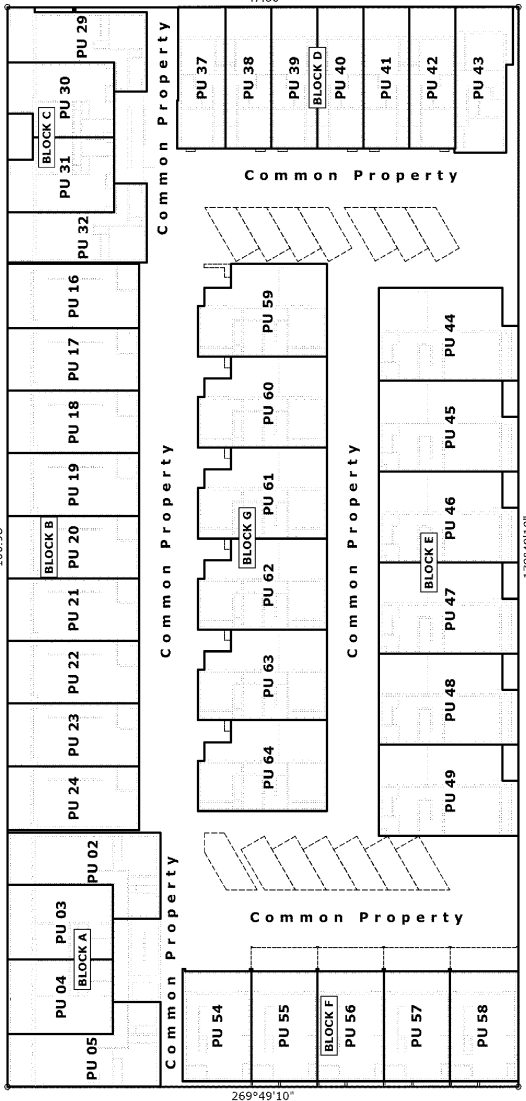 PU 29
PU 30
BLOCK C
PU 31
PU 32
Common Property
PU 37
PU 38
PU 39
BLOCK D
PU 40
PU 41
PU 42
PU 43
Common Property
PU 16
PU 17
PU 18
PU 19
BLOCK B
PU 20
PU 21
PU 22
PU 23
PU 24
Common Property
PU 59
PU 60
PU 61
BLOCK G
PU 62
PU 63
PU 64
Common Property
PU 44
PU 45
PU 46
BLOCK E
PU 47
PU 48
PU 49
PU 02
PU 03
BLOCK A
PU 04
PU 05
Common Property
Common Property
PU 54
PU 55
BLOCK F
PU 56
PU 57
PU 58
269°49'10"